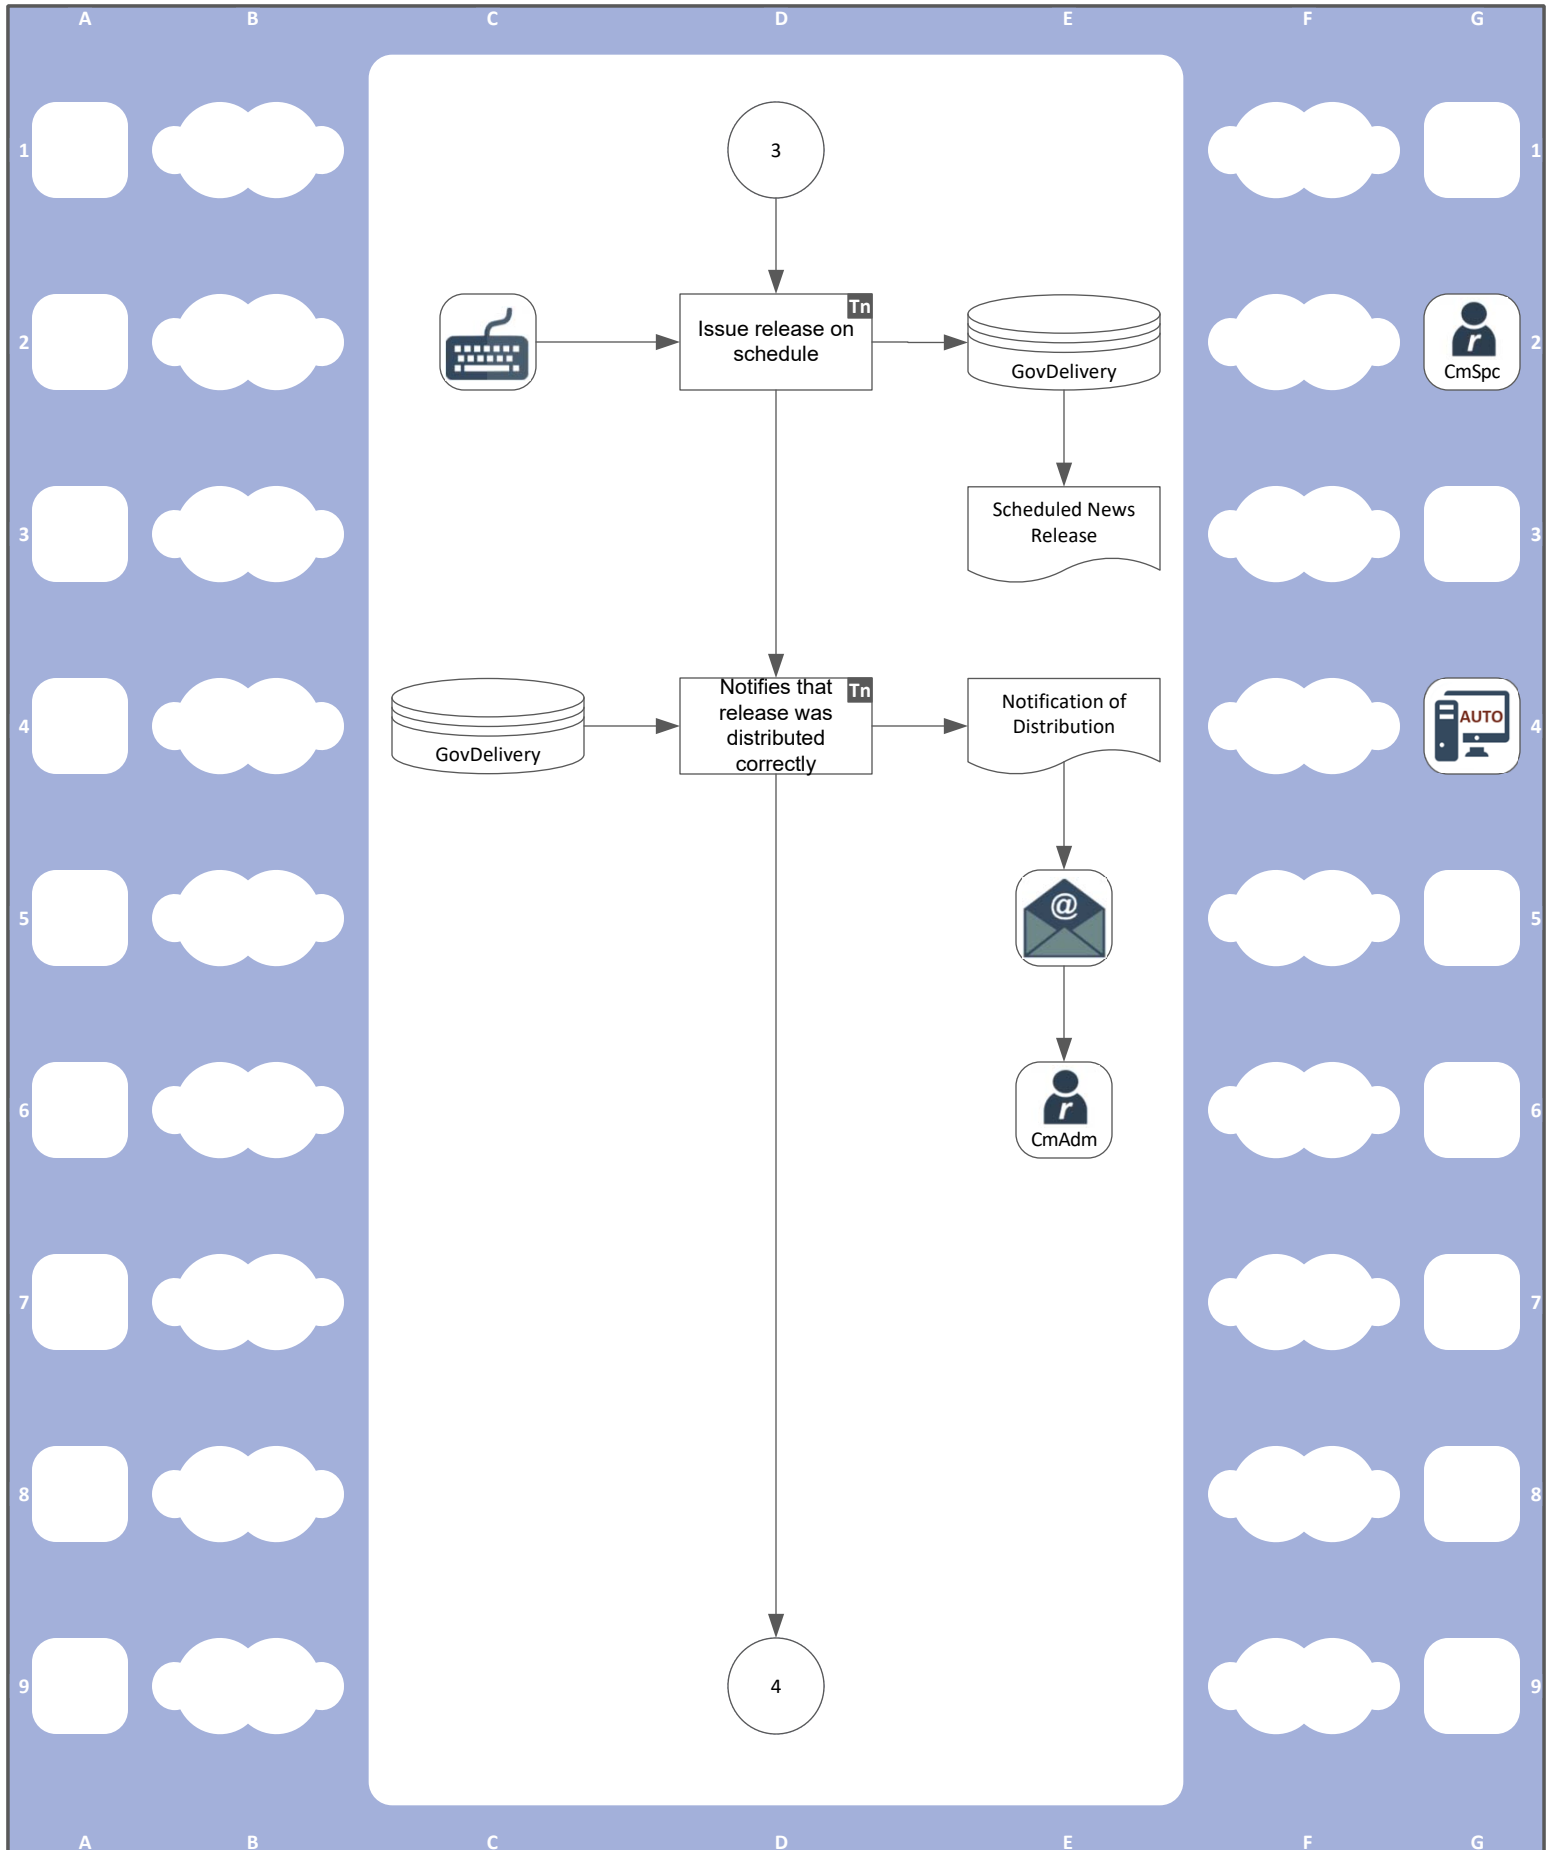 A B C D E F G
1 3 1
Tn
Issue release on
schedule
2 GovDelivery r 2
CmSpc
3 Scheduled News
Release 3
Tn
Notifies that
release was
distributed
correctly
4 GovDelivery
Notification of
Distribution
AUTO 4
5 @ 5
6 r 6
CmAdm
7 7
8 8
9 4 9
A B C D E F G